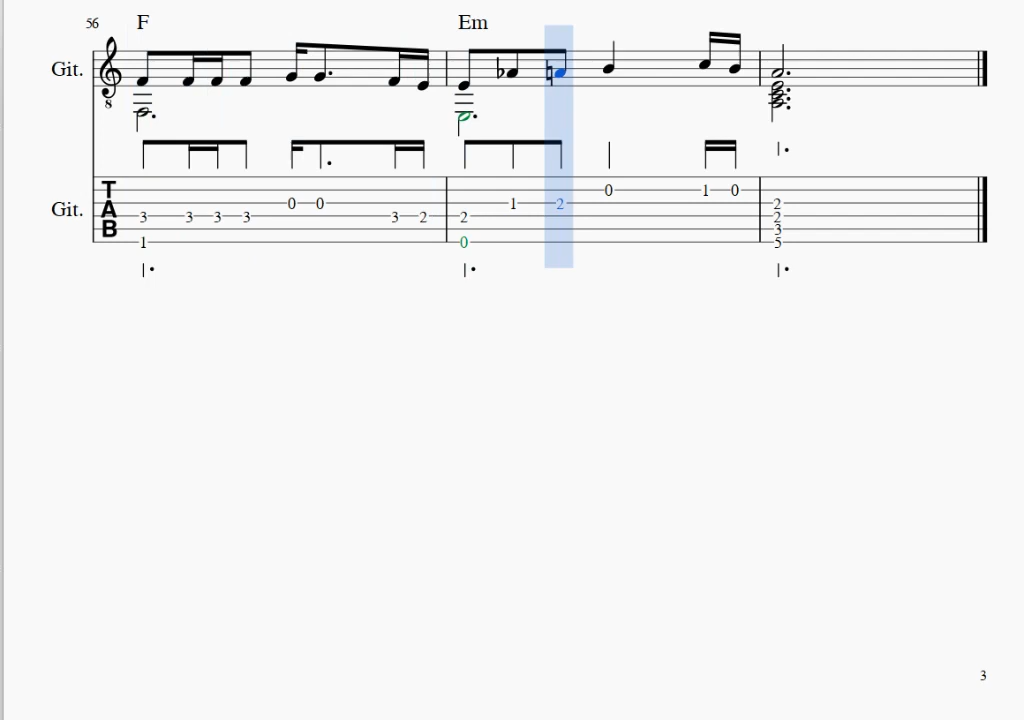 56 F Em
Git.
8
Git. T A B
0 1 0
0 0 1 2 2
3 3 3 3 3 2 2 2
3
1 0 5
3